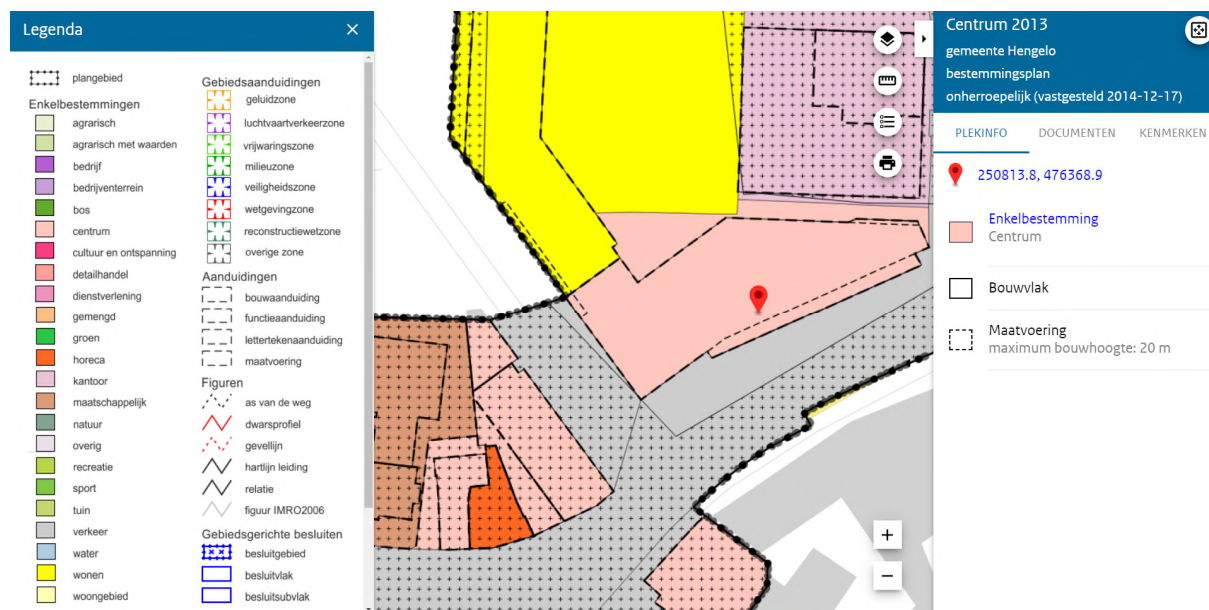 Legenda
plangebied
Enkelbestemmingen
agrarisch
agrarisch met waarden
bedrijf
bedrijventerrein
bos
centrum
cultuur en ontspanning
detailhandel
dienstverlening
gemengd
groen
horeca
kantoor
maatschappelijk
natuur
overig
recreatie
sport
tuin
verkeer
water
wonen
woongebied
Gebiedsaanduidingen
geluidzone
luchtvaartverkeerzone
vrijwaringszone
milieuzone
veiligheidszone
wetgevingzone
reconstructiewetzone
overige zone
Aanduidingen
bouwaanduiding
functieaanduiding
lettertekenaanduiding
maatvoering
Figuren
as van de weg
dwarsprofiel
gevellijn
hartlijn leiding
relatie
figuur IMRO2006
Gebiedsgerichte besluiten
besluitgebied
besluitvlak
besluitsubvlak
Centrum 2013
gemeente Hengelo
bestemmingsplan
onherroepelijk (vastgesteld 2014-12-17)
PLEKINFO DOCUMENTEN KENMERKEN
250813.8, 476368.9
Enkelbestemming
Centrum
Bouwvlak
Maatvoering
maximum bouwhoogte: 20 m